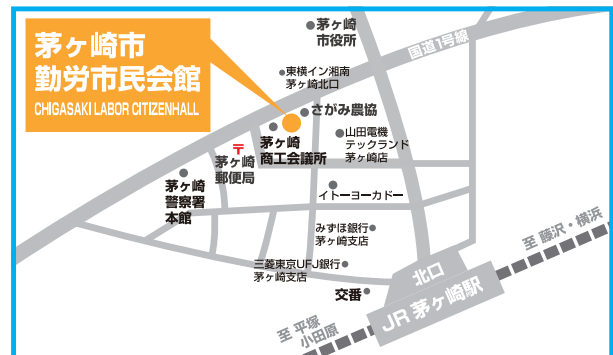 茅ヶ崎市
勤労市民会館
CHIGASAKI LABOR CITIZENHALL
茅ヶ崎
市役所
国道1号線
東横イン湘南
茅ヶ崎北口
さがみ農協
茅ヶ崎
商工会議所
山田電機
テックランド
茅ヶ崎店
〒
茅ヶ崎
郵便局
茅ヶ崎
警察署
本館
イトーヨーカドー
みずほ銀行
茅ヶ崎支店
三菱東京UFJ銀行
茅ヶ崎支店
交番
北口
JR 茅ヶ崎駅
至 藤沢・横浜
至 平塚
小田原